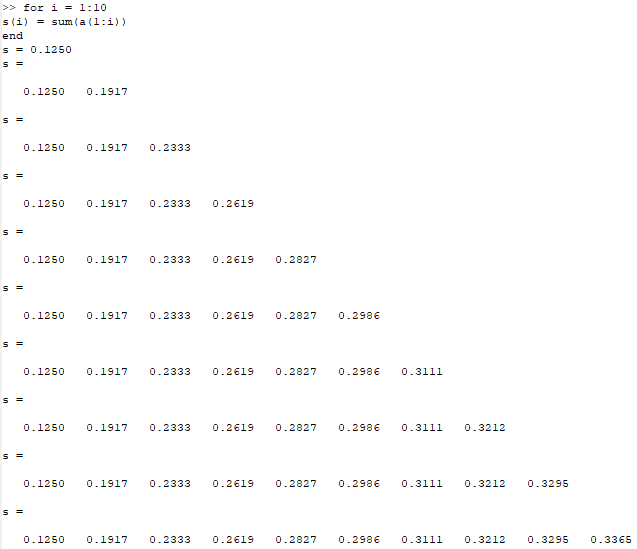 >> for i = 1:10
s(i) = sum(a(1:i))
end
s = 0.1250
s =
0.1250 0.1917
s =
0.1250 0.1917 0.2333
s =
0.1250 0.1917 0.2333 0.2619
s =
0.1250 0.1917 0.2333 0.2619 0.2827
s =
0.1250 0.1917 0.2333 0.2619 0.2827 0.2986
s =
0.1250 0.1917 0.2333 0.2619 0.2827 0.2986 0.3111
s =
0.1250 0.1917 0.2333 0.2619 0.2827 0.2986 0.3111 0.3212
s =
0.1250 0.1917 0.2333 0.2619 0.2827 0.2986 0.3111 0.3212 0.3295
s =
0.1250 0.1917 0.2333 0.2619 0.2827 0.2986 0.3111 0.3212 0.3295 0.3365